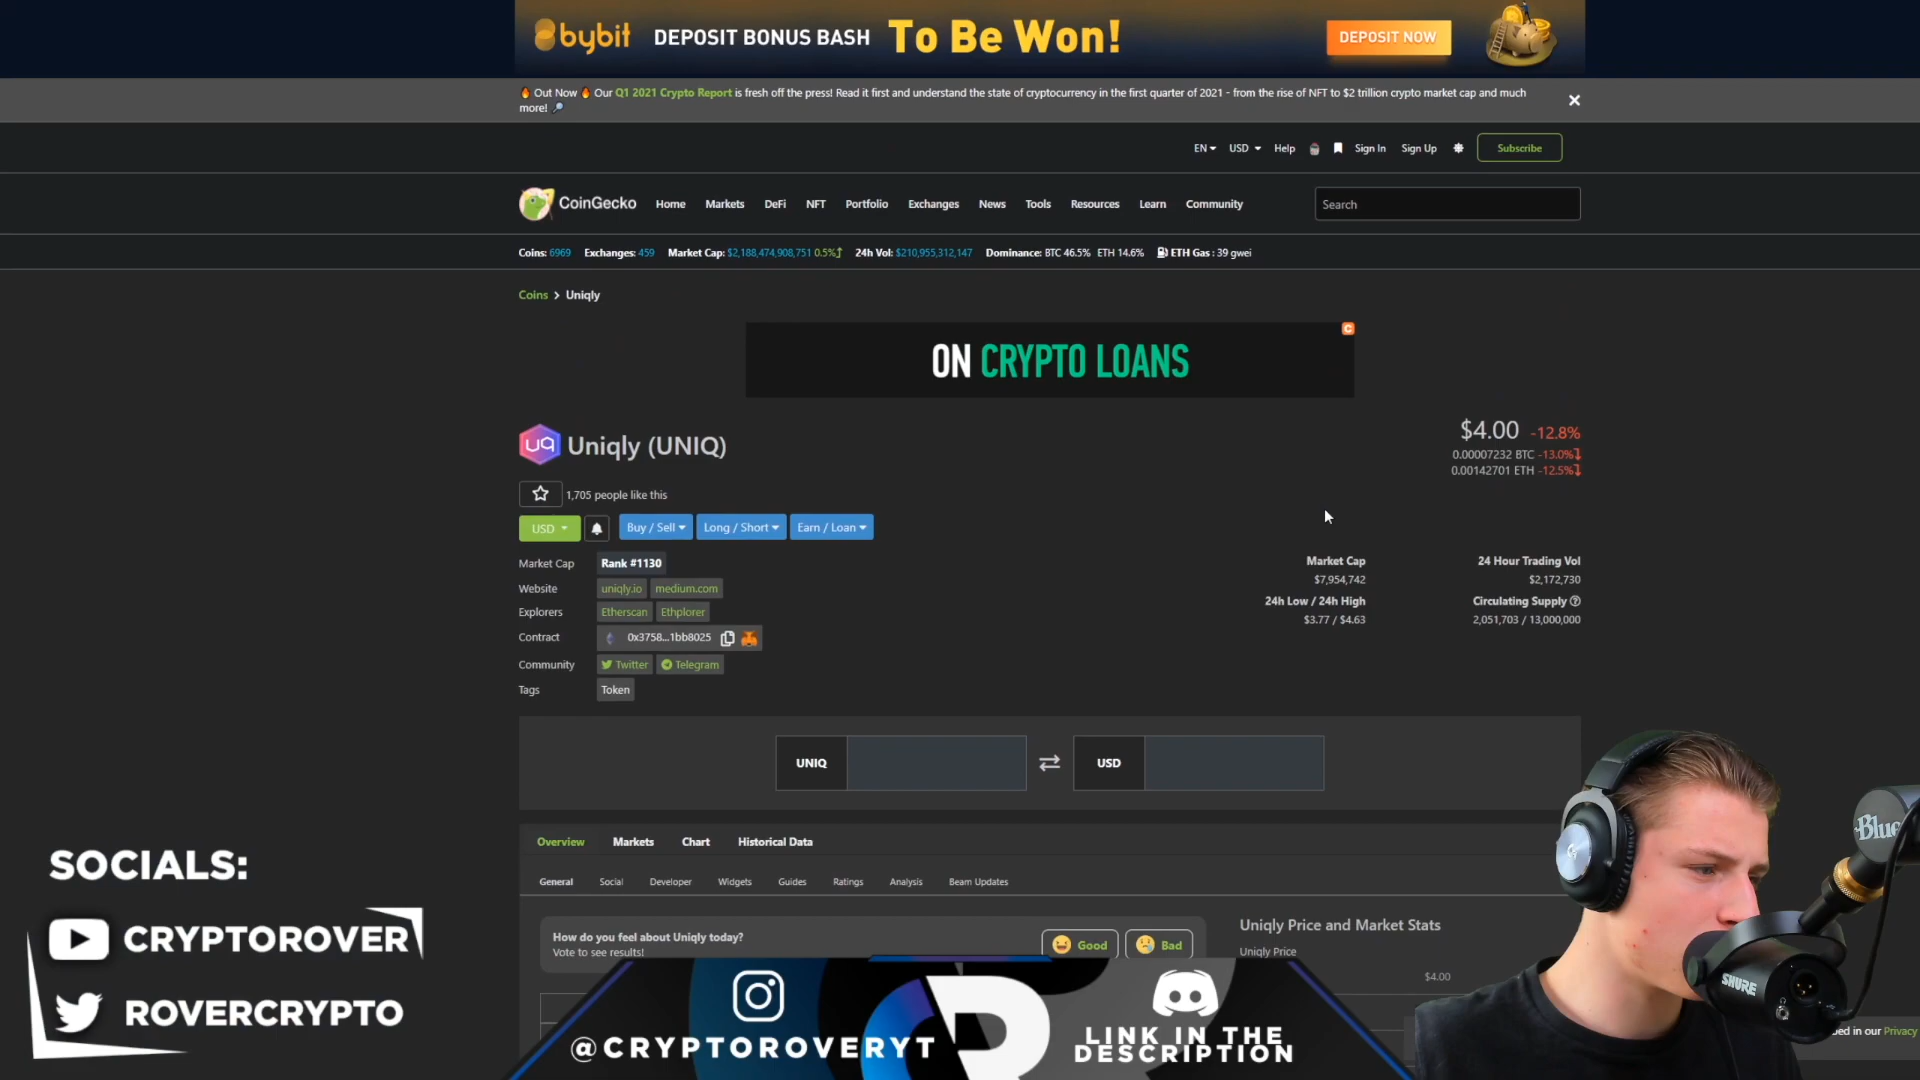 bybit DEPOSIT BONUS BASH To Be Won! DEPOSIT NOW
Out Now Our Q1 2021 Crypto Report is fresh off the press! Read it first and understand the state of cryptocurrency in the first quarter of 2021 - from the rise of NFT to $2 trillion crypto market cap and much
more!
EN USD Help Sign In Sign Up Subscribe
CoinGecko Home Markets DeFi NFT Portfolio Exchanges News Tools Resources Learn Community Search
Coins: 6969 Exchanges: 459 Market Cap: $2,188,474,908,751 0.5% 24h Vol: $210,955,312,147 Dominance: BTC 46.5% ETH 14.6% ETH Gas : 39 gwei
Coins > Uniqly
ON CRYPTO LOANS
Uniqly (UNIQ)
$4.00 -12.8%
0.00007232 BTC -13.0%
0.00142701 ETH -12.5%
1,705 people like this
USD Buy / Sell Long / Short Earn / Loan
Market Cap Rank #1130
Website uniqly.io medium.com
Explorers Etherscan Ethplorer
Contract 0x3758...1bb8025
Community Twitter Telegram
Tags Token
Market Cap 24 Hour Trading Vol
$7,954,742 $2,172,730
24h Low / 24h High Circulating Supply
$3.77 / $4.63 2,051,703 / 13,000,000
UNIQ USD
Overview Markets Chart Historical Data
General Social Developer Widgets Guides Ratings Analysis Beam Updates
How do you feel about Uniqly today?
Vote to see results!
Good Bad
Uniqly Price and Market Stats
Uniqly Price
$4.00
SOCIALS:
CRYPTOROVER
ROVERCRYPTO
@CRYPTOROVERYT
LINK IN THE
DESCRIPTION
Blue
SHURE
in our Privacy